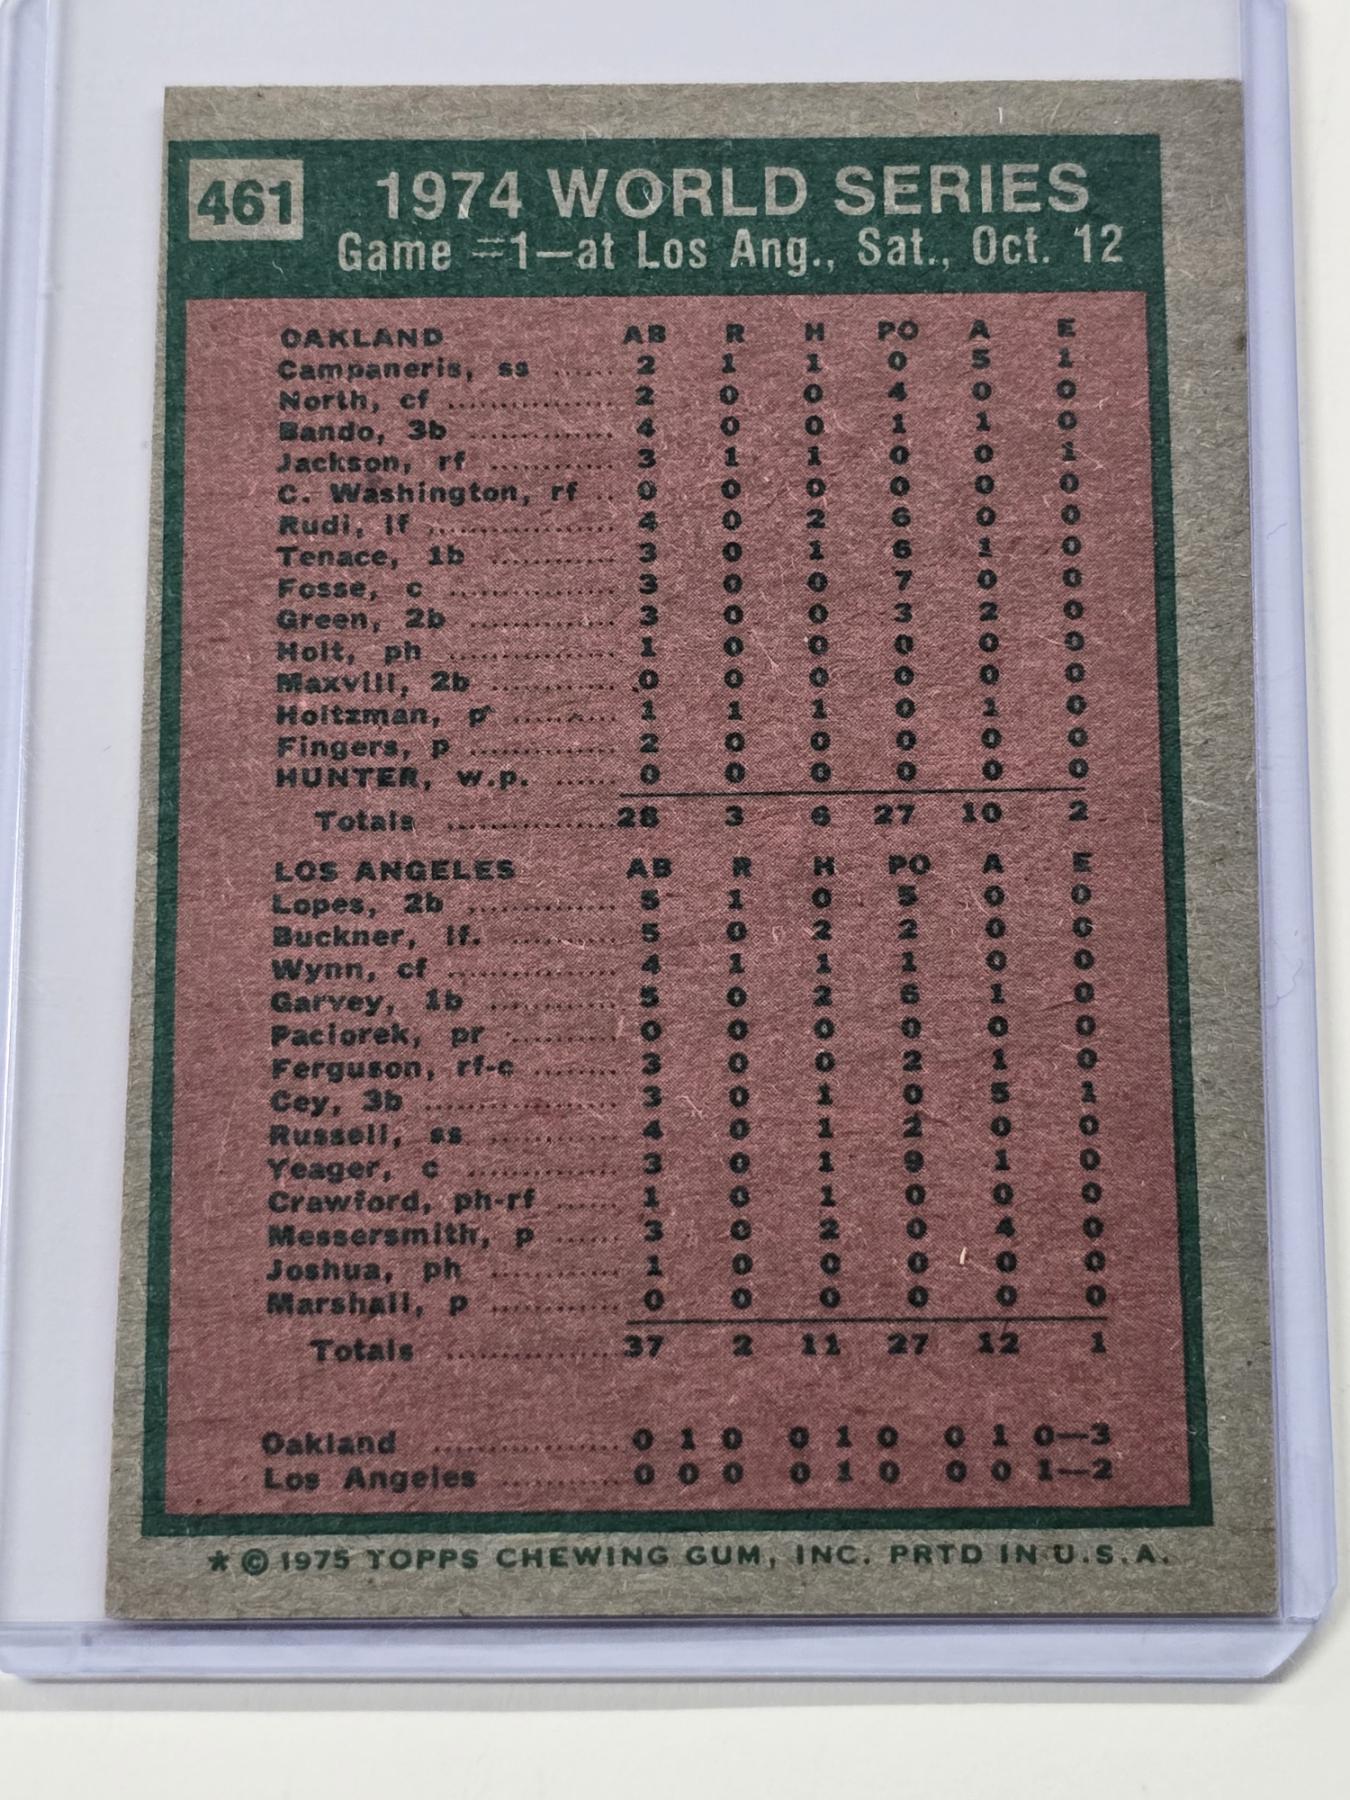 461
1974 WORLD SERIES
Game #1—at Los Ang., Sat., Oct. 12
OAKLAND AB R H PO A E
Campaneris, ss ...... 2 1 1 0 5 1
North, cf ................ 2 0 0 4 0 0
Bando, 3b .............. 4 0 0 1 1 0
Jackson, rf ............ 3 1 1 0 0 1
C. Washington, rf .. 0 0 0 0 0 0
Rudi, lf .................. 4 0 2 6 0 0
Tenace, 1b ............ 3 0 1 6 1 0
Fosse, c ................ 3 0 0 7 0 0
Green, 2b .............. 3 0 0 3 2 0
Holt, ph ................ 1 0 0 0 0 0
Maxvill, 2b ............ 0 0 0 0 0 0
Holtzman, p .......... 1 1 1 0 1 0
Fingers, p .............. 2 0 0 0 0 0
HUNTER, w.p. ...... 0 0 0 0 0 0
Totals ................ 28 3 6 27 10 2
LOS ANGELES AB R H PO A E
Lopes, 2b .............. 5 1 0 5 0 0
Buckner, lf. .......... 5 0 2 2 0 0
Wynn, cf ................ 4 1 1 1 0 0
Garvey, 1b ............ 5 0 2 6 1 0
Paciorek, pr .......... 0 0 0 0 0 0
Ferguson, rf-c ........ 3 0 0 2 1 0
Cey, 3b .................. 3 0 1 0 5 1
Russell, ss ............ 4 0 1 2 0 0
Yeager, c .............. 3 0 1 9 1 0
Crawford, ph-rf ...... 1 0 1 0 0 0
Messersmith, p ...... 3 0 2 0 4 0
Joshua, ph ............ 1 0 0 0 0 0
Marshall, p ............ 0 0 0 0 0 0
Totals ................ 37 2 11 27 12 1
Oakland .................. 0 1 0 0 1 0 0 1 0—3
Los Angeles ............ 0 0 0 0 1 0 0 0 1—2
* © 1975 TOPPS CHEWING GUM, INC. PRTD IN U.S.A.